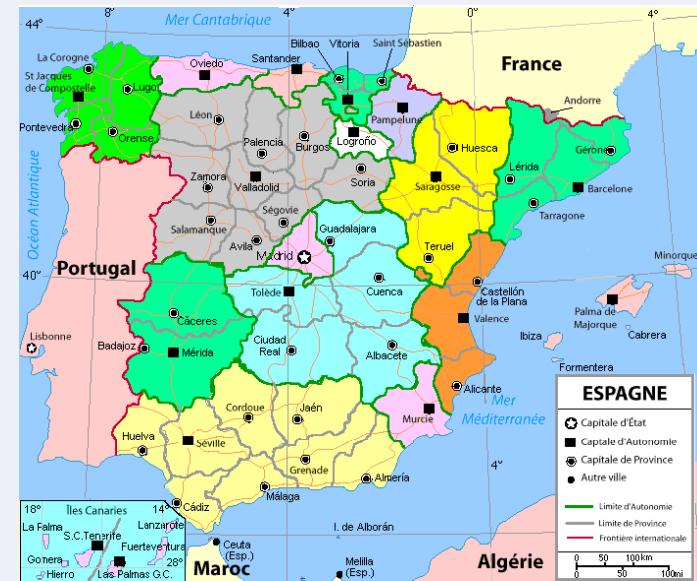 Mer Cantabrique
44°
8°
4°
0°
4°
Bilbao
Vitoria
Saint Sébastien
La Corogne
Oviedo
Santander
France
St Jacques
de Compostelle
Lugo
Andorre
Pampelune
Pontevedra
Orense
Léon
Palencia
Burgos
Logroño
Huesca
Gérone
Lérida
Zamora
Valladolid
Soria
Saragosse
Barcelone
Tarragone
Océan Atlantique
Salamanque
Ségovie
Avila
Guadalajara
Madrid
Teruel
Minorque
40°
Portugal
Tolède
Cuenca
Castellón
de la Plana
Palma de
Majorque
Cáceres
Valence
Lisbonne
Badajoz
Mérida
Ciudad
Real
Albacete
Ibiza
Cabrera
Formentera
Alicante
Mer
Méditerranée
Murcie
Cordoue
Jaén
Huelva
Séville
Grenade
Almería
Málaga
Cádiz
4°
ESPAGNE
Capitale d'État
Captale d'Autonomie
Capitale de Province
Autre ville
Limite d'Autonomie
Limite de Province
Frontière internationale
0 50 100km
0 50 100mi
18°
Îles Canaries
14°
La Palma
Lanzarote
S.C.Tenerife
Fuerteventura
Gomera
28°
Hierro
Las Palmas G.C.
I. de Alborán
Ceuta
(Esp.)
Melilla
(Esp.)
Maroc
Algérie